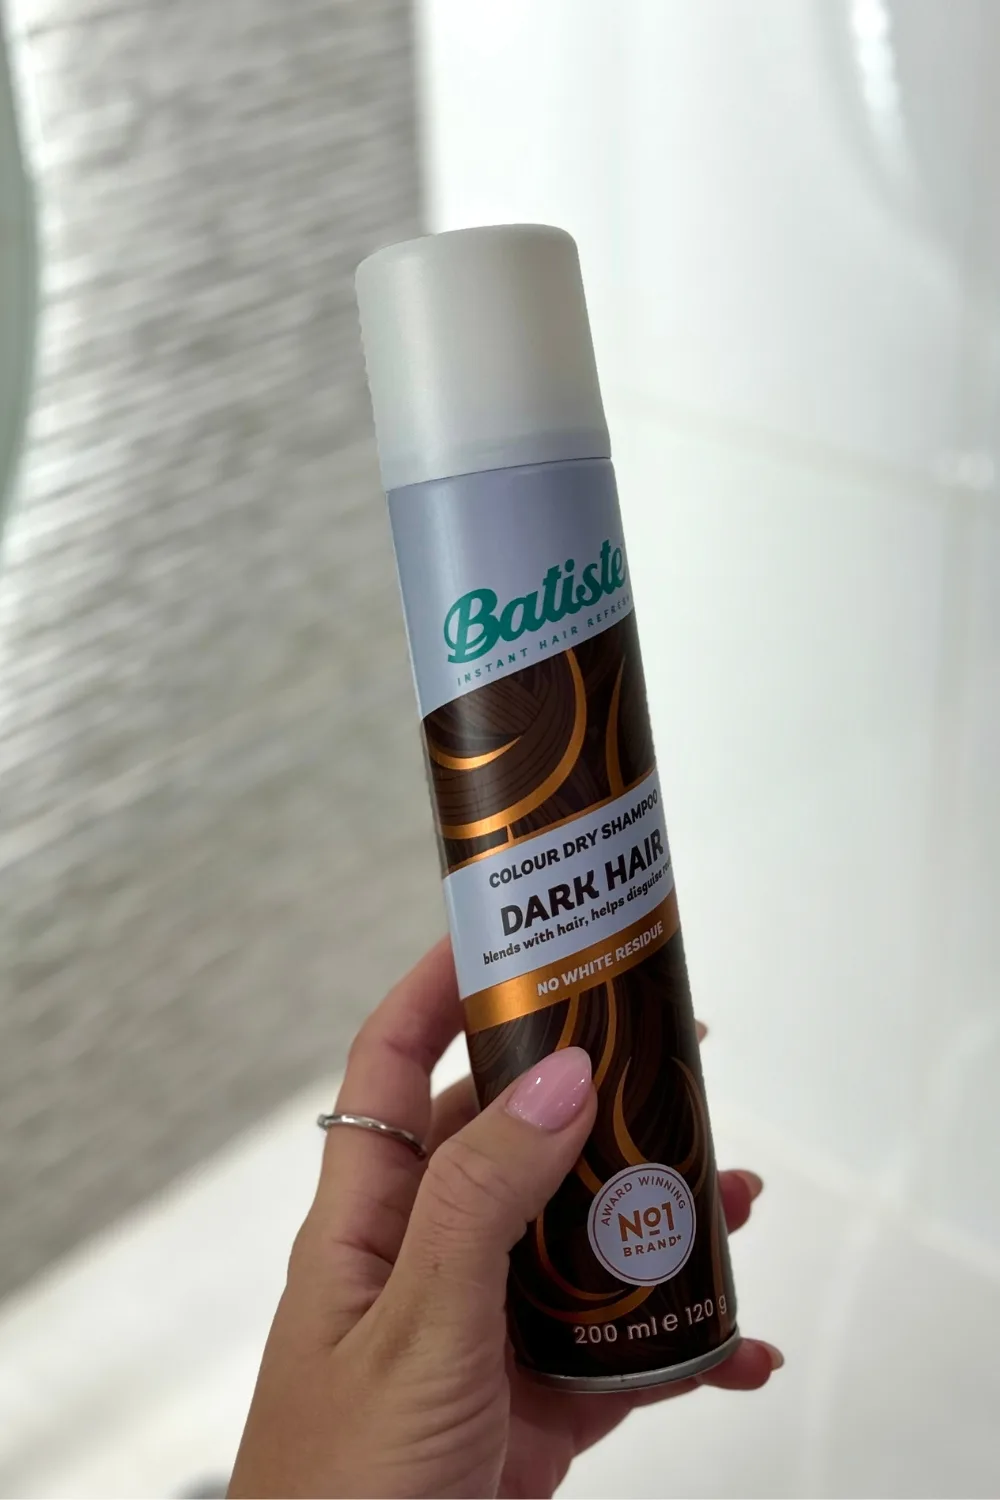 Batiste
INSTANT HAIR REFRESH
COLOUR DRY SHAMPOO
DARK HAIR
blends with hair, helps disguise
NO WHITE RESIDUE
AWARD WINNING
No1
BRAND*
200 ml e 120 g